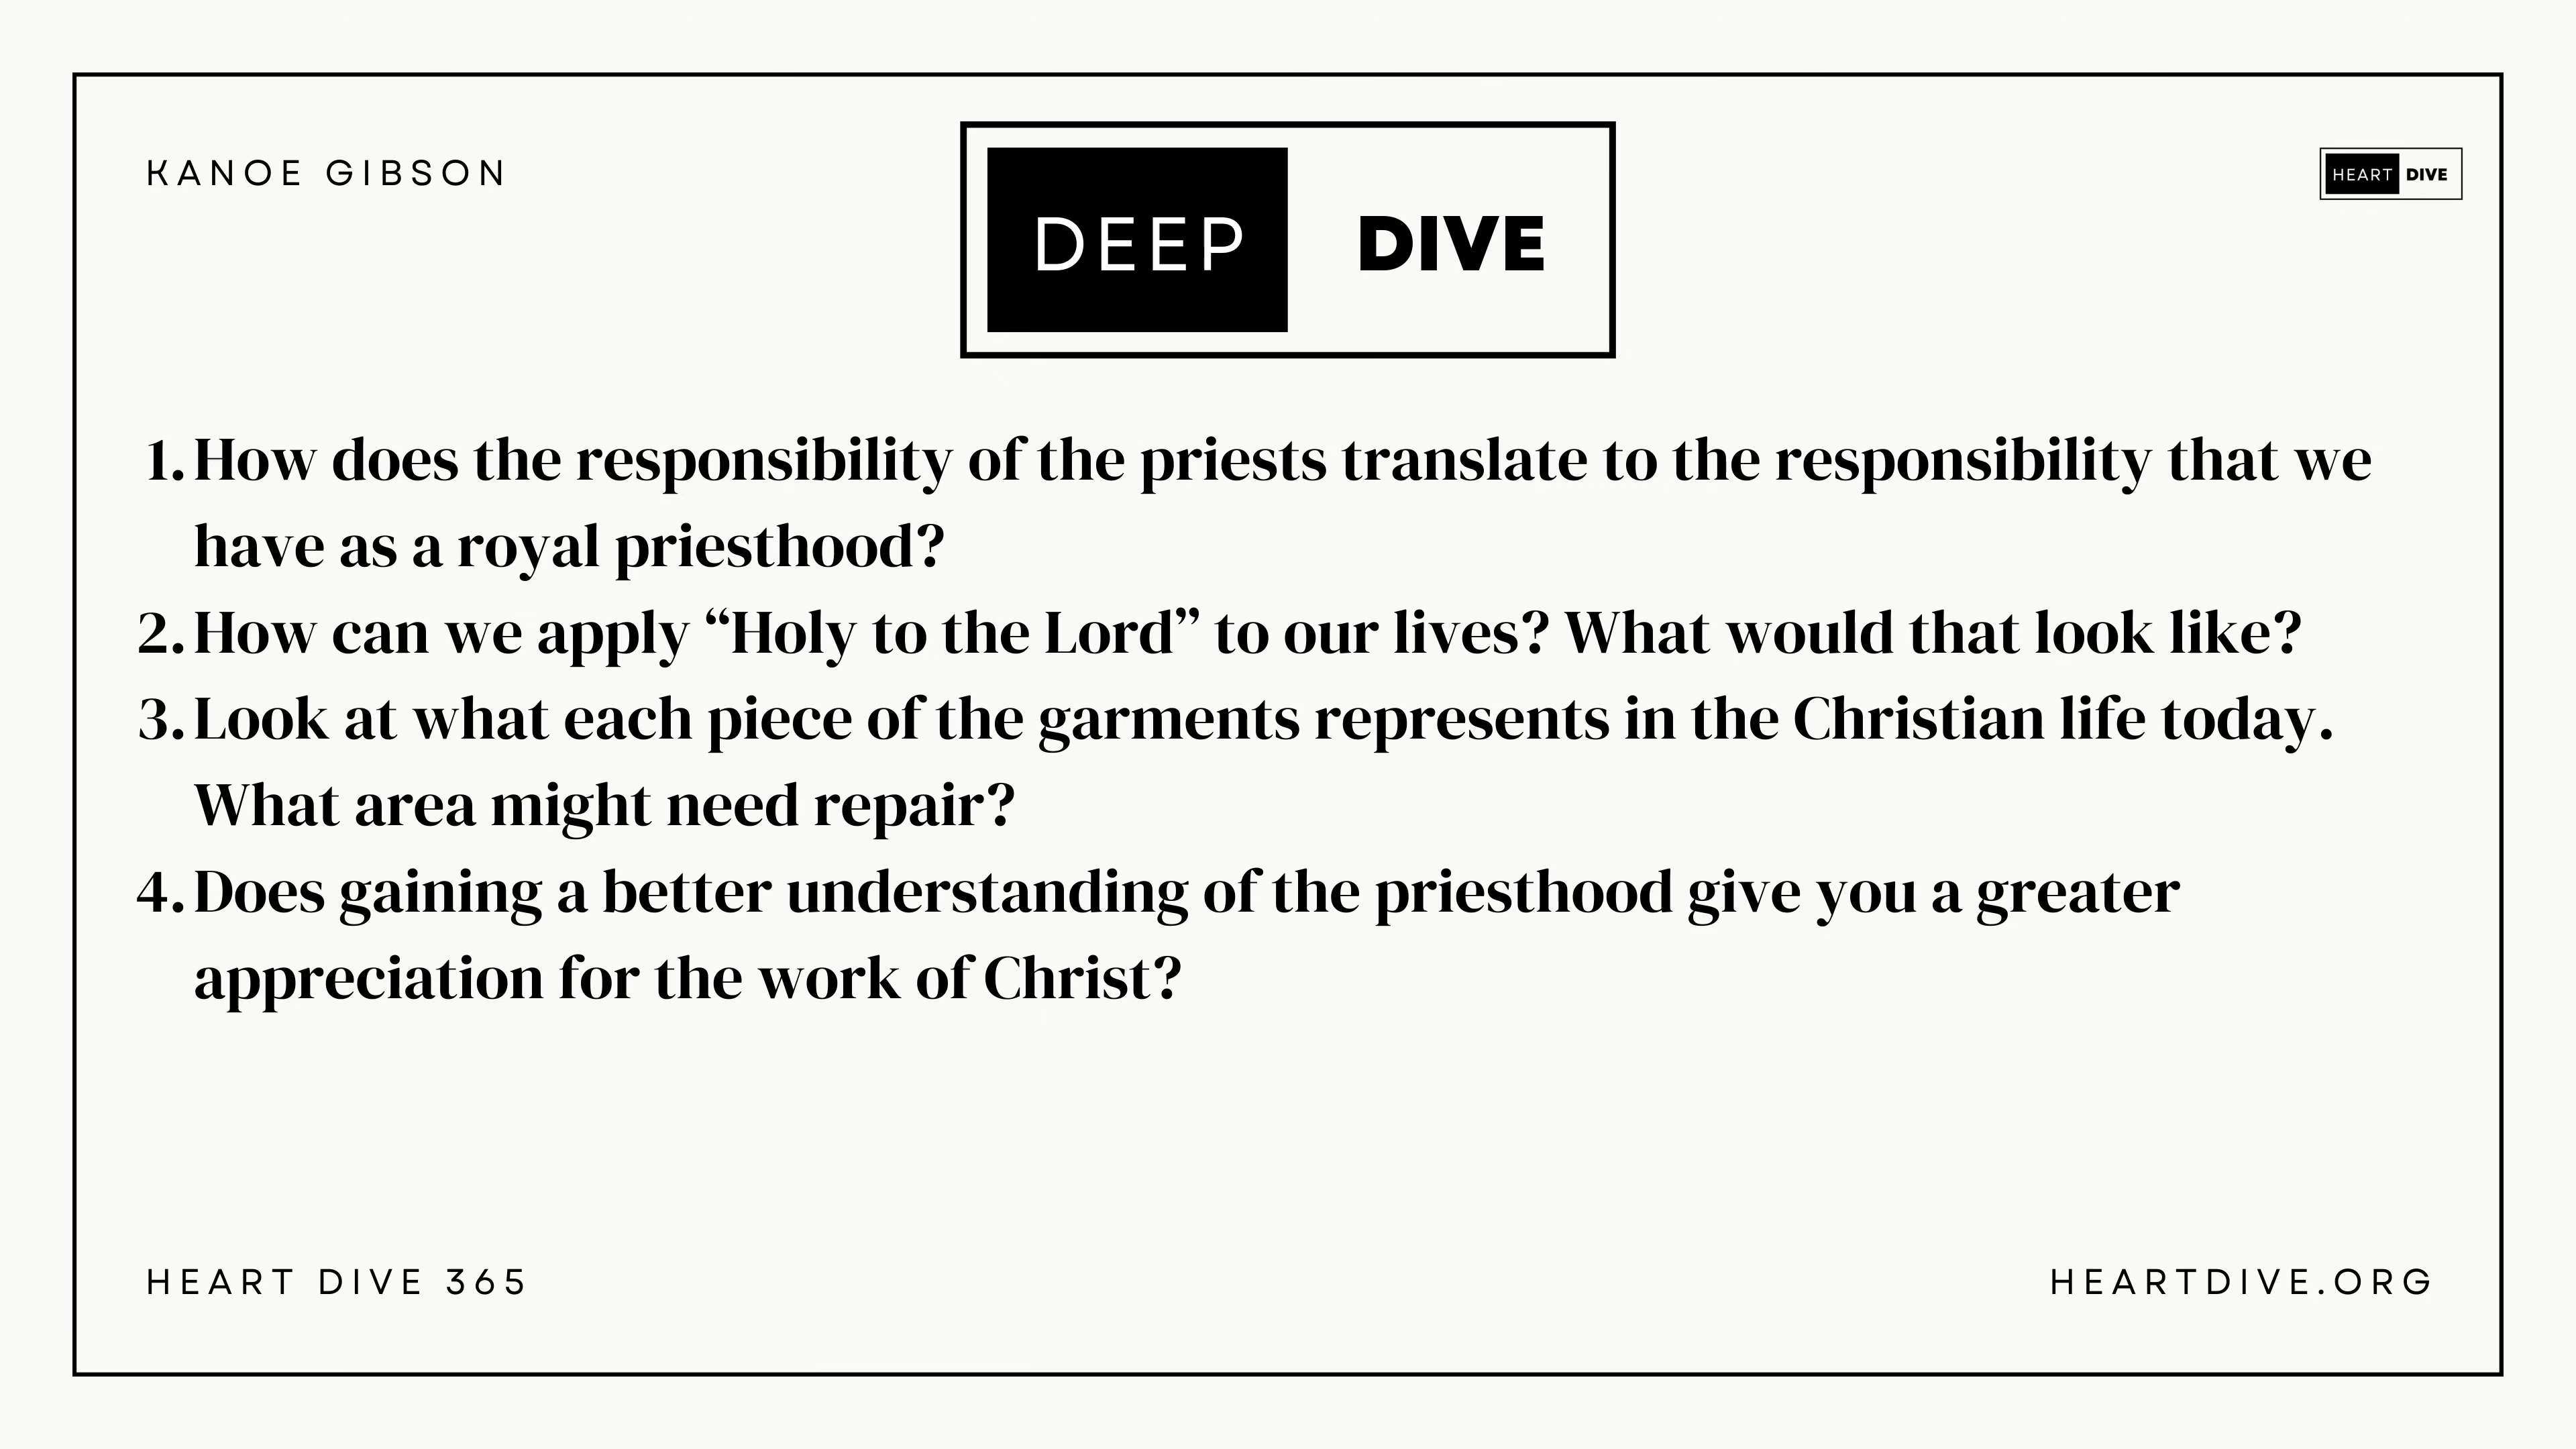 KANOE GIBSON
DEEP DIVE
HEART DIVE
1. How does the responsibility of the priests translate to the responsibility that we
have as a royal priesthood?
2. How can we apply “Holy to the Lord” to our lives? What would that look like?
3. Look at what each piece of the garments represents in the Christian life today.
What area might need repair?
4. Does gaining a better understanding of the priesthood give you a greater
appreciation for the work of Christ?
HEART DIVE 365
HEARTDIVE.ORG